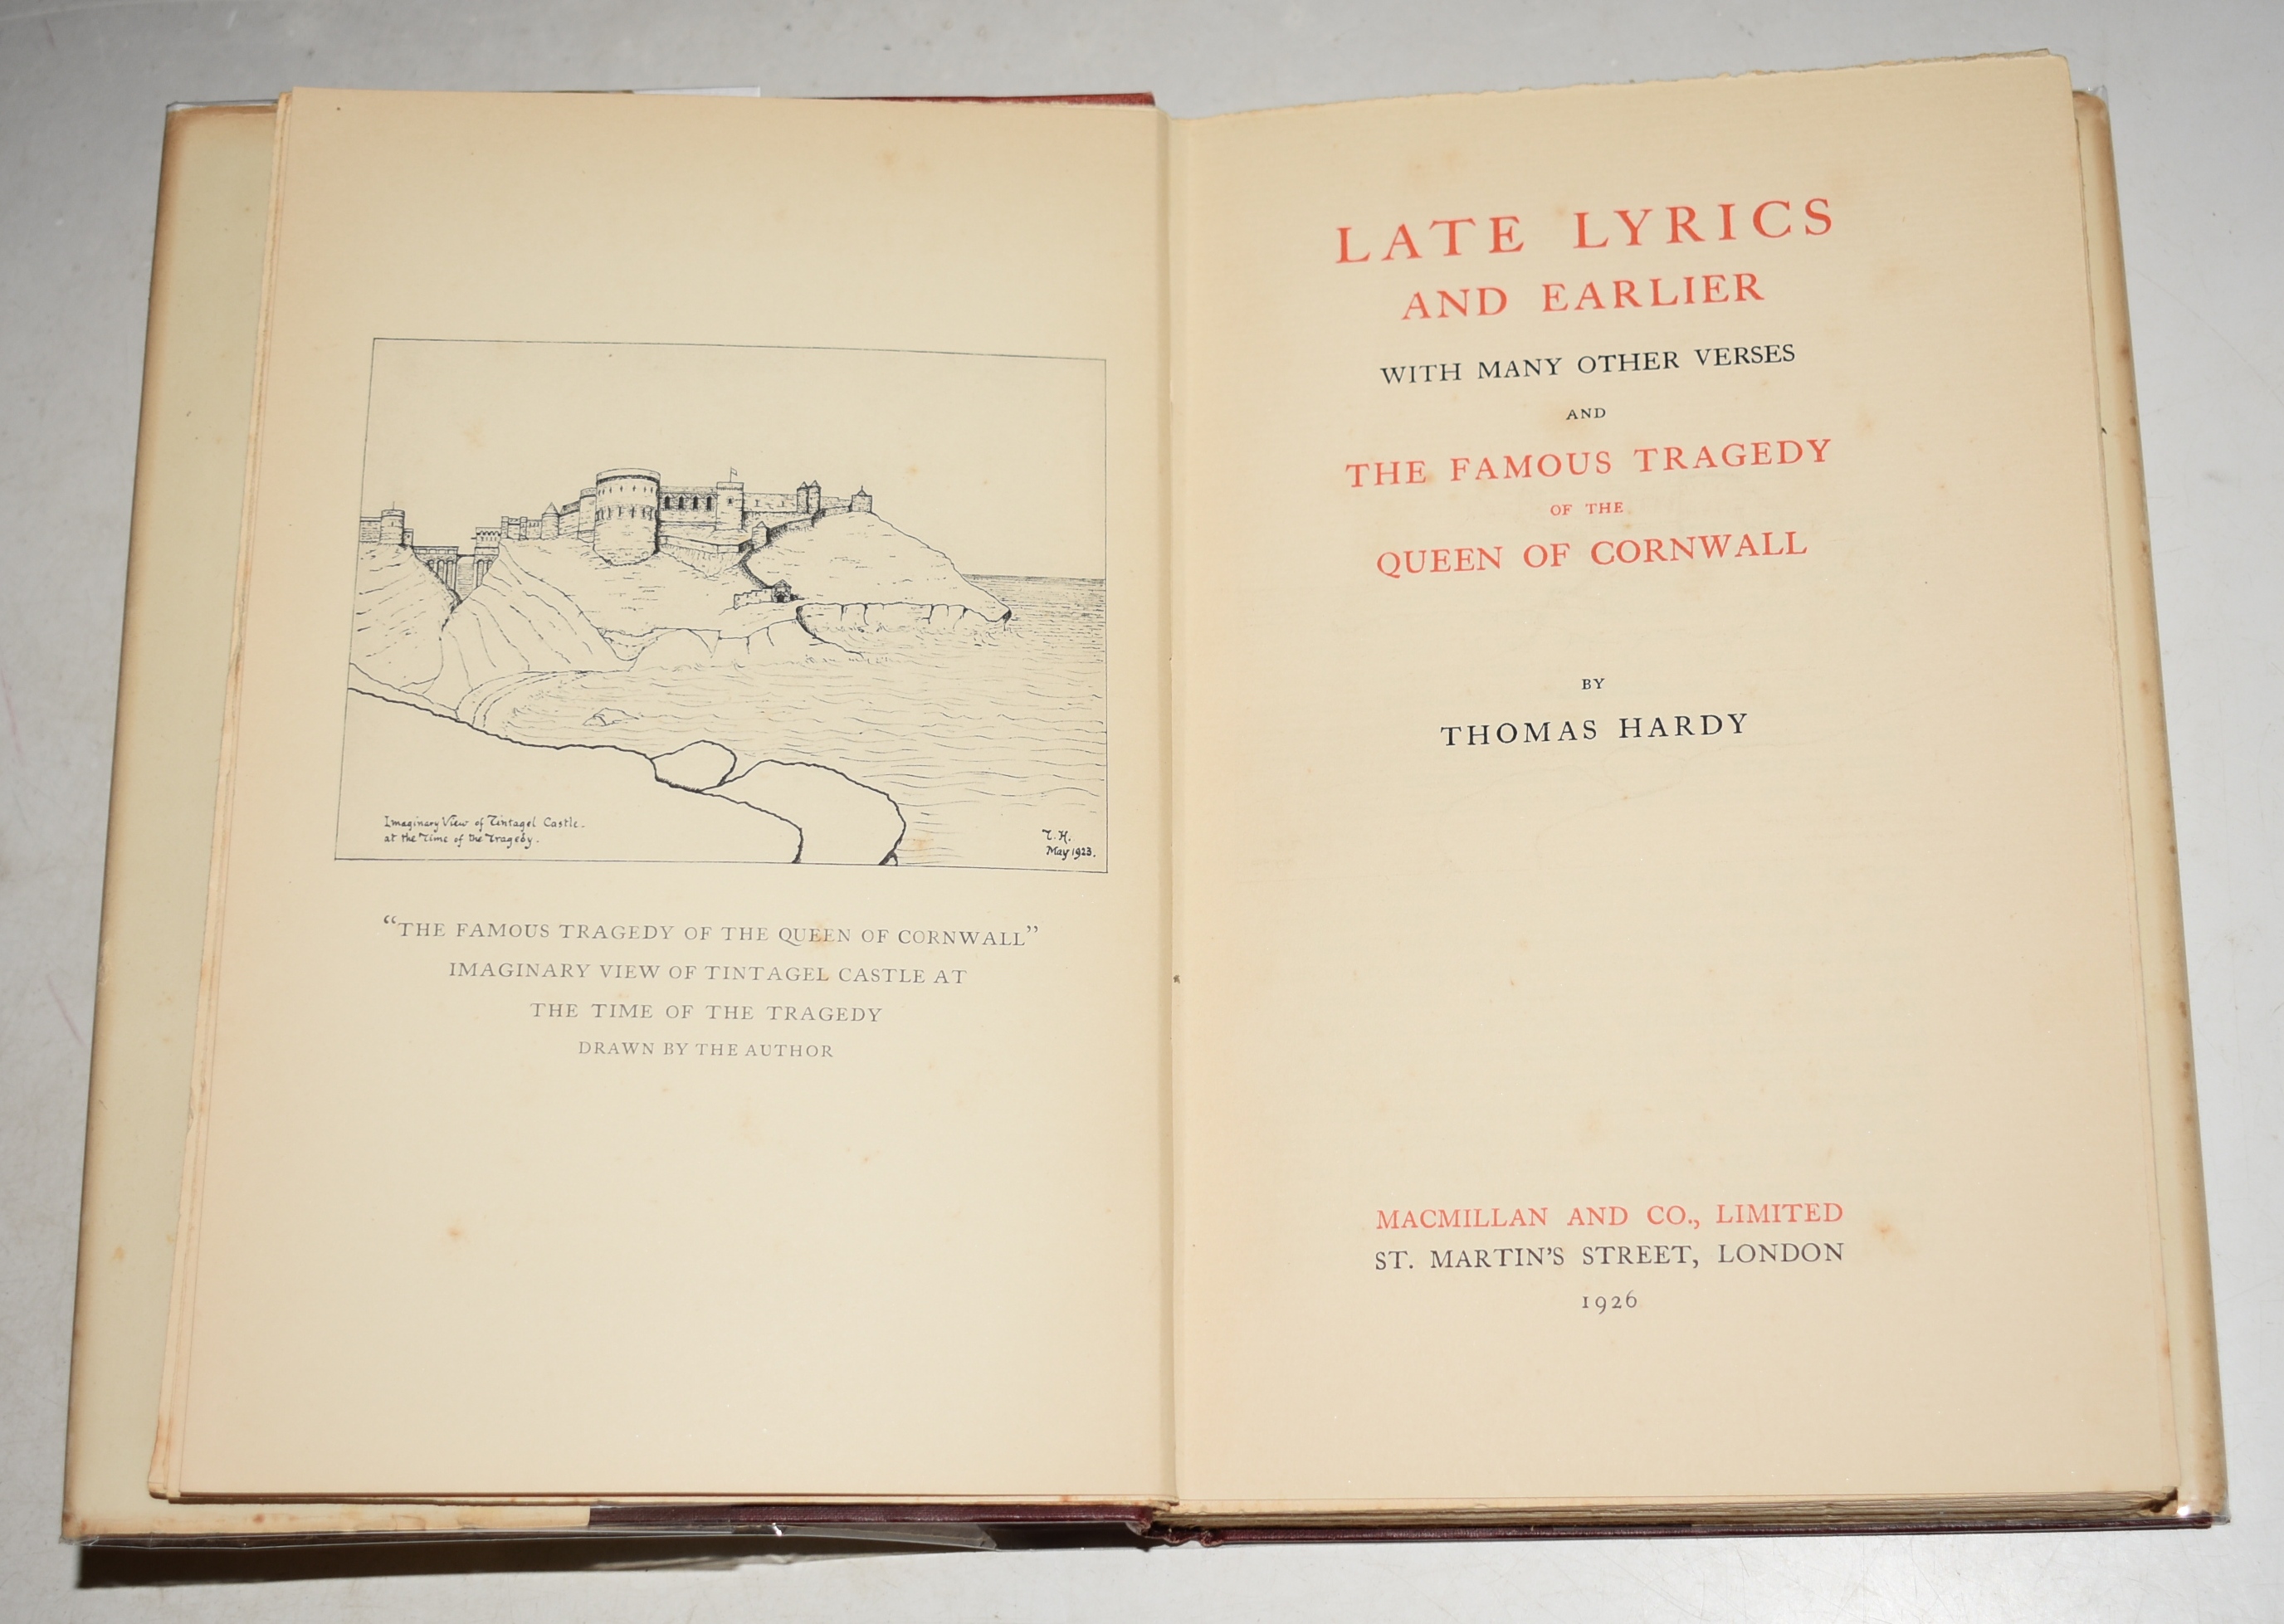 Imaginary View of Tintagel Castle.
at the Time of the Tragedy.
T. H.
May 1923.
“THE FAMOUS TRAGEDY OF THE QUEEN OF CORNWALL”
IMAGINARY VIEW OF TINTAGEL CASTLE AT
THE TIME OF THE TRAGEDY
DRAWN BY THE AUTHOR
LATE LYRICS
AND EARLIER
WITH MANY OTHER VERSES
AND
THE FAMOUS TRAGEDY
OF THE
QUEEN OF CORNWALL
BY
THOMAS HARDY
MACMILLAN AND CO., LIMITED
ST. MARTIN'S STREET, LONDON
1926